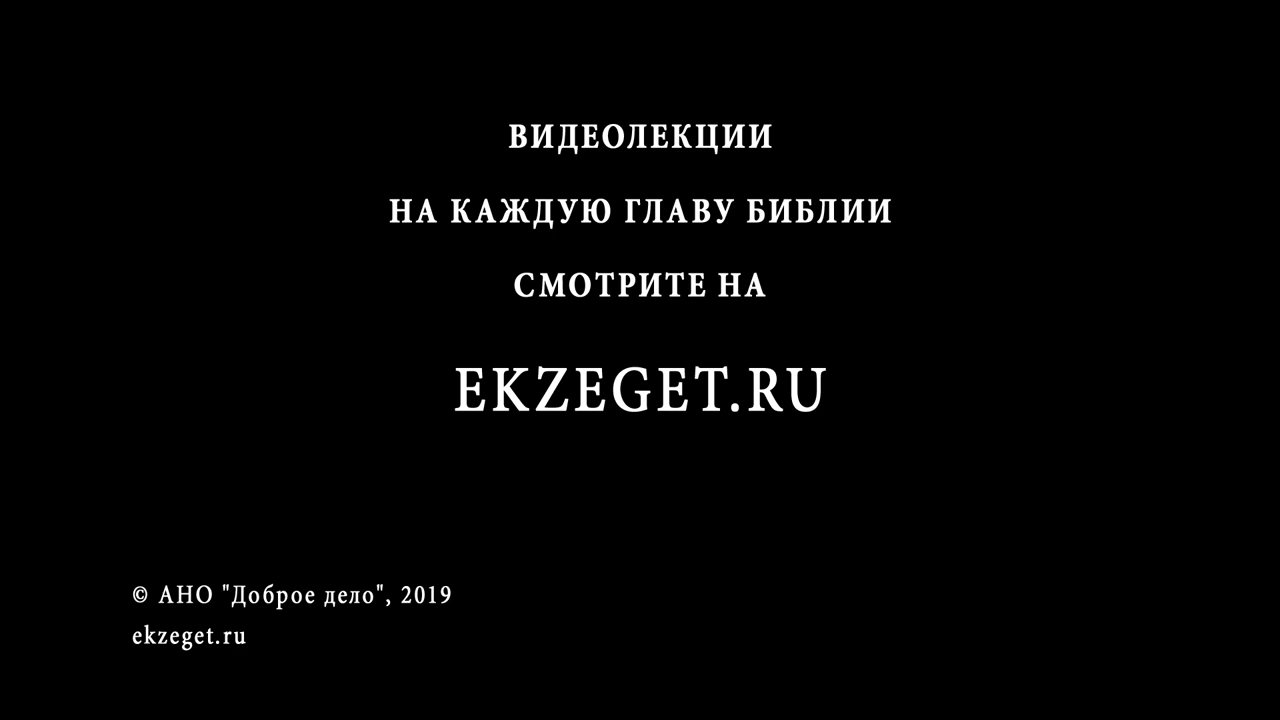 ВИДЕОЛЕКЦИИ
НА КАЖДУЮ ГЛАВУ БИБЛИИ
СМОТРИТЕ НА
EKZEGET.RU
© АНО "Доброе дело", 2019
ekzeget.ru